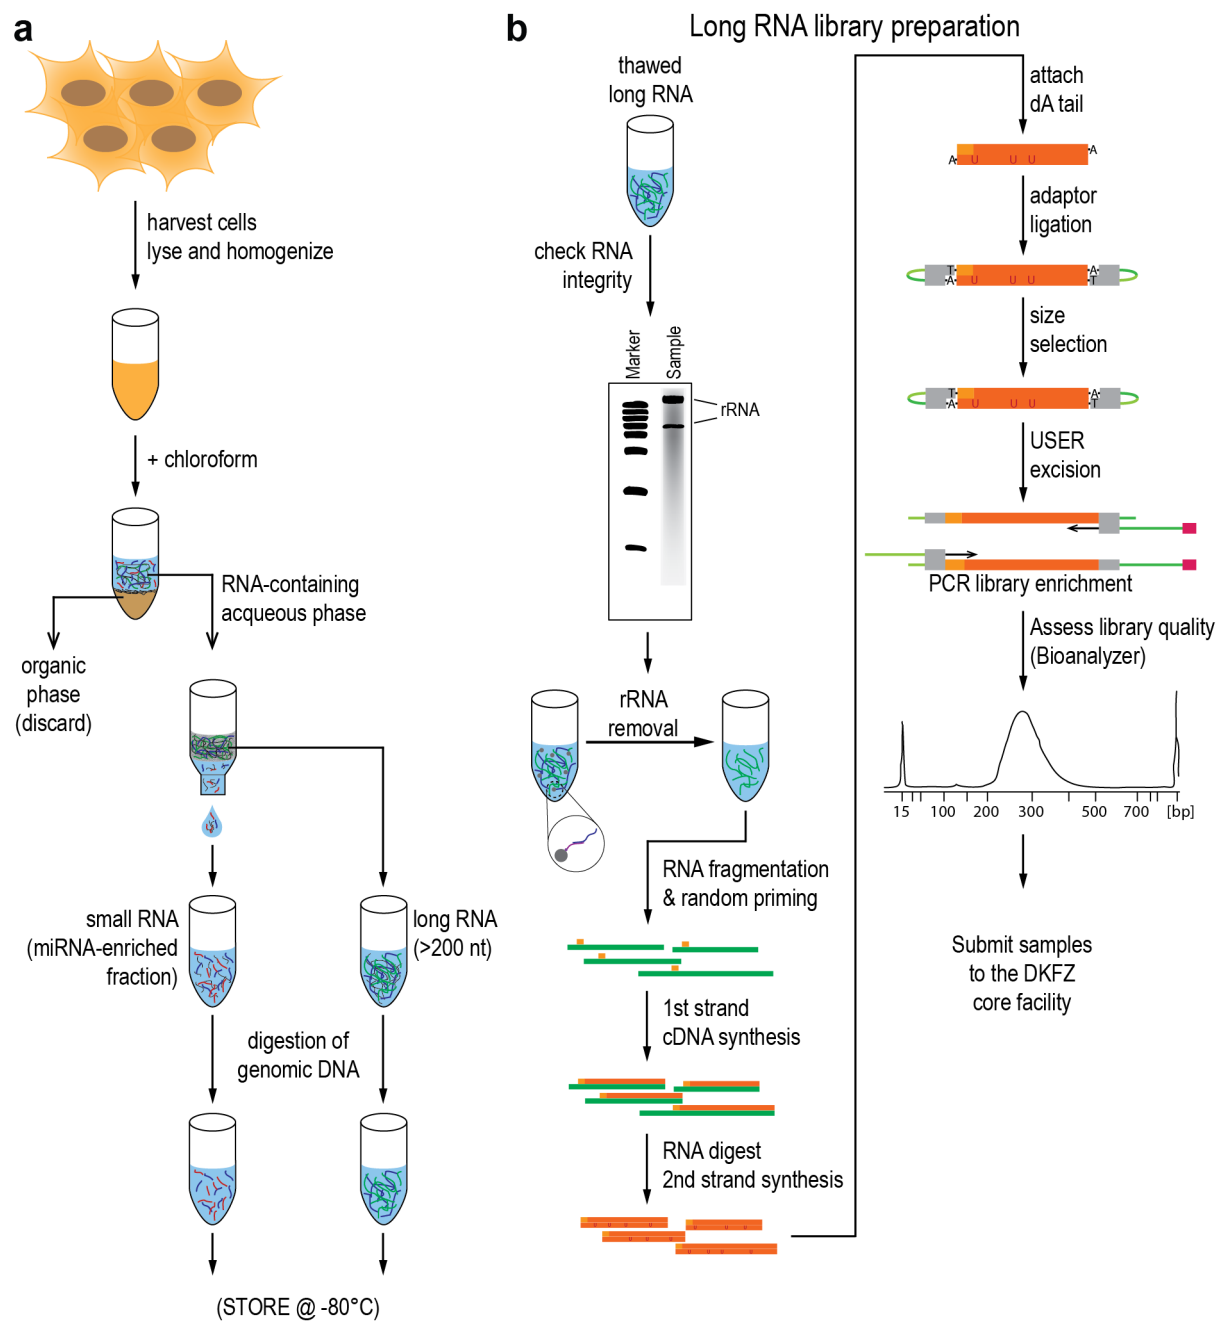 a
harvest cells
lyse and homogenize
+ chloroform
RNA-containing
acqueous phase
organic
phase
(discard)
small RNA
(miRNA-enriched
fraction)
long RNA
(>200 nt)
digestion of
genomic DNA
(STORE @ -80°C)
b
Long RNA library preparation
thawed
long RNA
check RNA
integrity
Marker
Sample
rRNA
rRNA
removal
RNA fragmentation
& random priming
1st strand
cDNA synthesis
RNA digest
2nd strand synthesis
U U U U
U U U
U U U
U U U U
attach
dA tail
A
A U U U
adaptor
ligation
T A
A U U U T
size
selection
T A
A U U U T
USER
excision
PCR library enrichment
Assess library quality
(Bioanalyzer)
15 100 200 300 500 700 [bp]
Submit samples
to the DKFZ
core facility